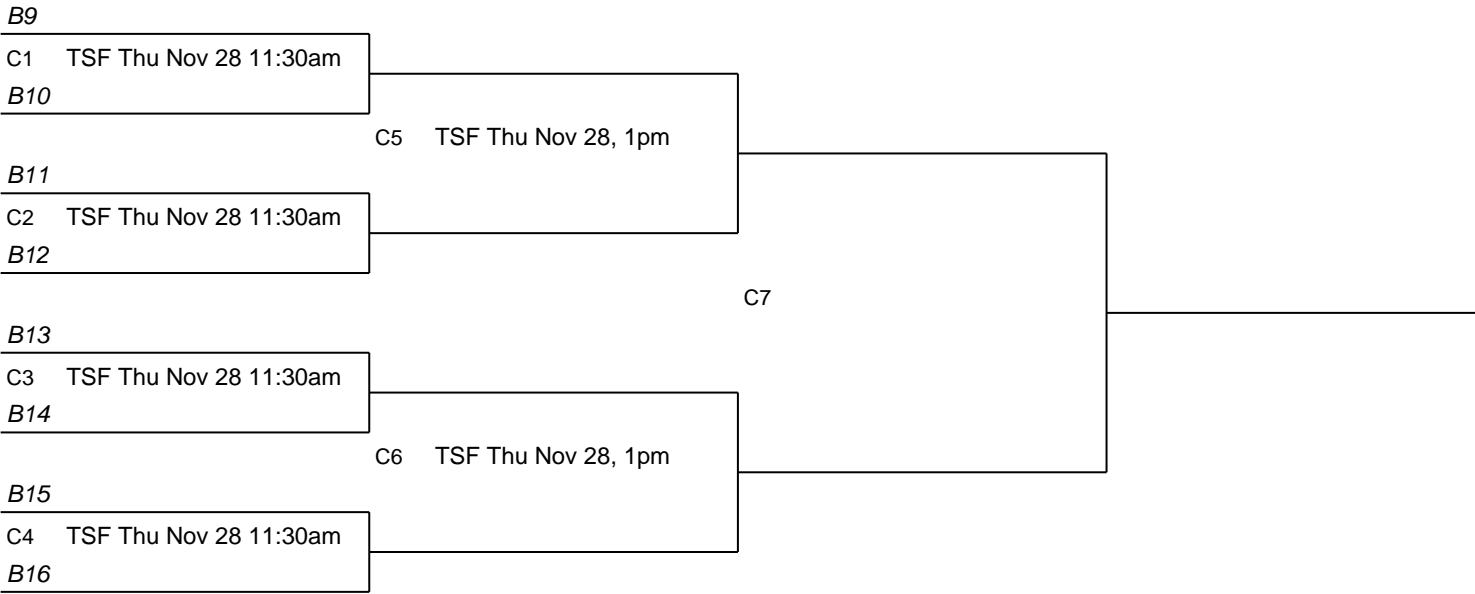 B9
C1 TSF Thu Nov 28 11:30am
B10
C5 TSF Thu Nov 28, 1pm
B11
C2 TSF Thu Nov 28 11:30am
B12
C7
B13
C3 TSF Thu Nov 28 11:30am
B14
C6 TSF Thu Nov 28, 1pm
B15
C4 TSF Thu Nov 28 11:30am
B16